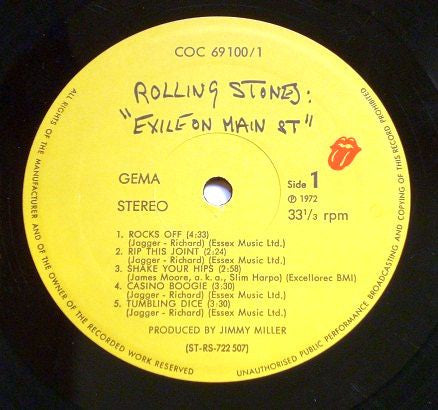 COC 69100/1
ROLLING STONES:
"EXILE ON MAIN ST"
GEMA
STEREO
Side 1
℗ 1972
33 1/3 rpm
1. ROCKS OFF (4:33)
(Jagger - Richard) (Essex Music Ltd.)
2. RIP THIS JOINT (2:24)
(Jagger - Richard) (Essex Music Ltd.)
3. SHAKE YOUR HIPS (2:58)
(James Moore, a. k. a., Slim Harpo) (Excellorec BMI)
4. CASINO BOOGIE (3:30)
(Jagger - Richard) (Essex Music Ltd.)
5. TUMBLING DICE (3:30)
(Jagger - Richard) (Essex Music Ltd.)
PRODUCED BY JIMMY MILLER
(ST-RS-722 507)
ALL RIGHTS OF THE MANUFACTURER AND OF THE OWNER OF THE RECORDED WORK RESERVED
UNAUTHORISED PUBLIC PERFORMANCE BROADCASTING AND COPYING OF THIS RECORD PROHIBITED